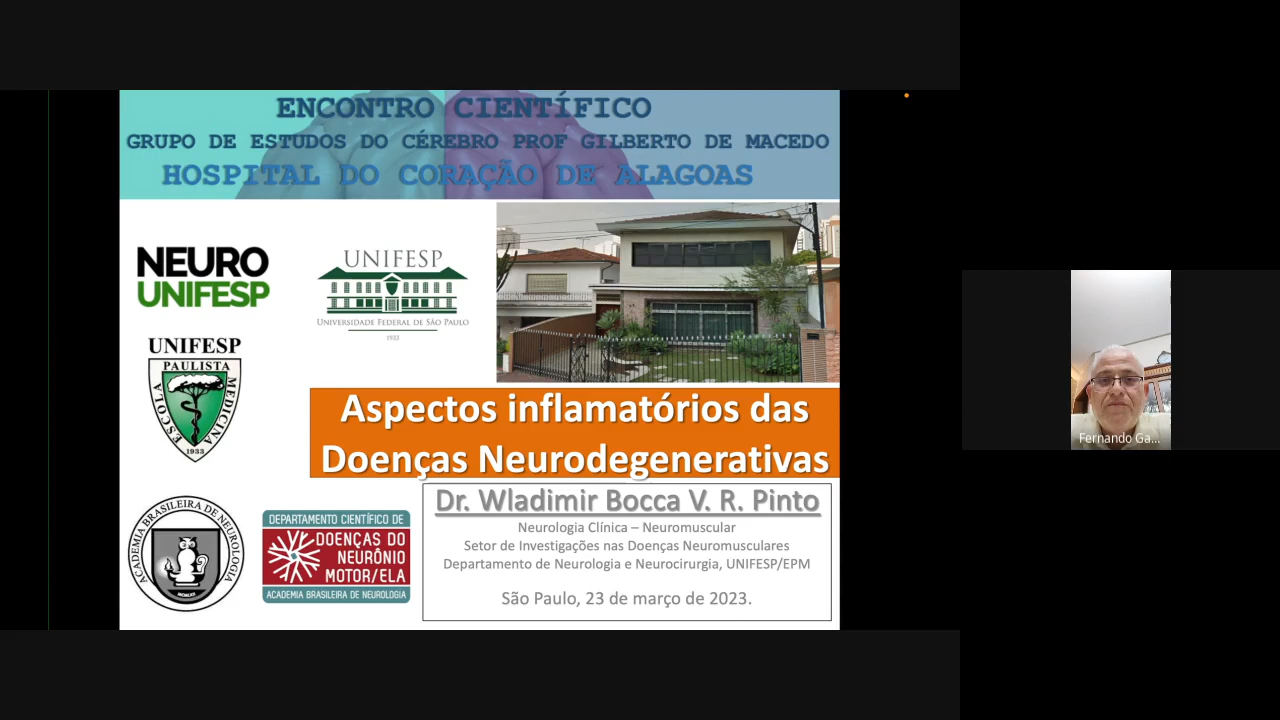 ENCONTRO CIENTÍFICO
GRUPO DE ESTUDOS DO CÉREBRO PROF GILBERTO DE MACEDO
HOSPITAL DO CORAÇÃO DE ALAGOAS
NEURO
UNIFESP
UNIFESP
UNIVERSIDADE FEDERAL DE SÃO PAULO
1933
UNIFESP
PAULISTA
ESCOLA
MEDICINA
1933
Aspectos inflamatórios das
Doenças Neurodegenerativas
Dr. Wladimir Bocca V. R. Pinto
Neurologia Clínica – Neuromuscular
Setor de Investigações nas Doenças Neuromusculares
Departamento de Neurologia e Neurocirurgia, UNIFESP/EPM
São Paulo, 23 de março de 2023.
ACADEMIA BRASILEIRA DE NEUROLOGIA
DEPARTAMENTO CIENTÍFICO DE
DOENÇAS DO
NEURÔNIO
MOTOR/ELA
ACADEMIA BRASILEIRA DE NEUROLOGIA
Fernando Ga...